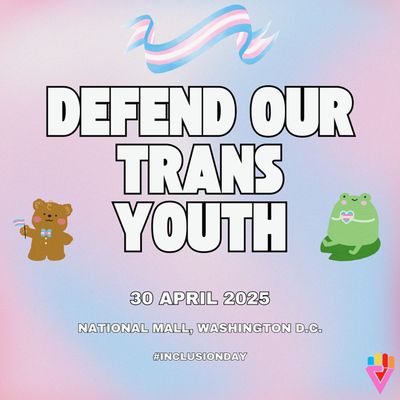 DEFEND OUR
TRANS
YOUTH
30 APRIL 2025
NATIONAL MALL, WASHINGTON D.C.
#INCLUSIONDAY